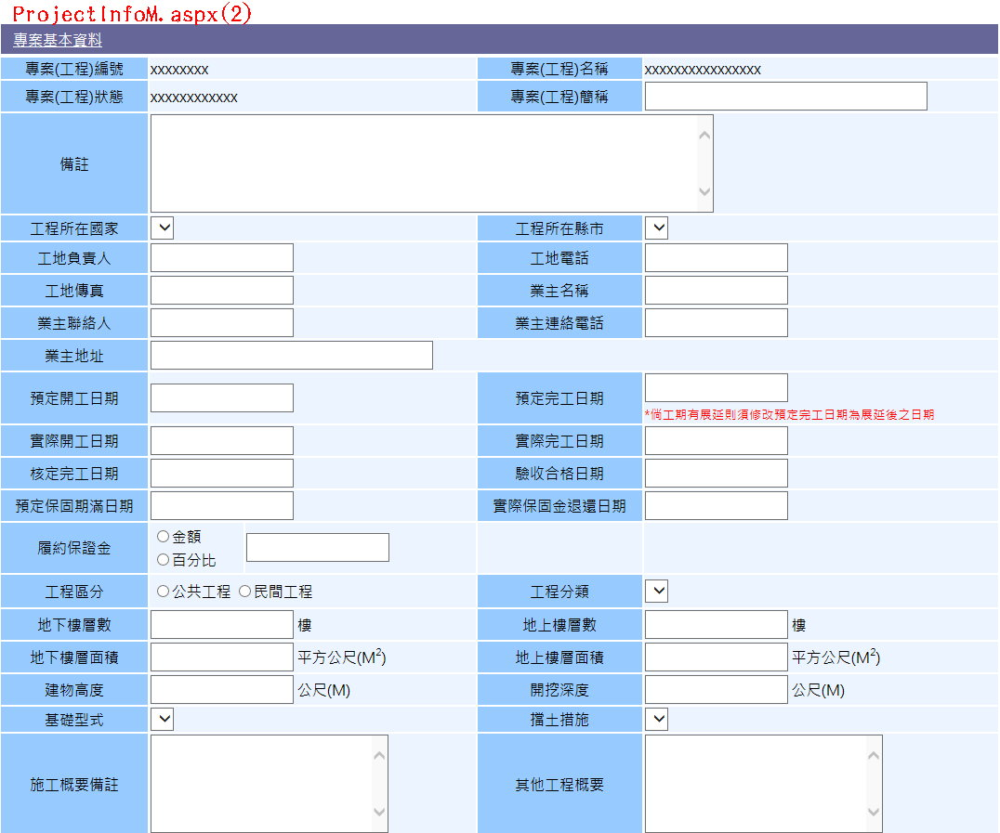 ProjectInfoM.aspx(2)
專案基本資料
專案(工程)編號 xxxxxxxx 專案(工程)名稱 xxxxxxxxxxxxxxxx
專案(工程)狀態 xxxxxxxxxxxx 專案(工程)簡稱
備註
工程所在國家 工程所在縣市
工地負責人 工地電話
工地傳真 業主名稱
業主聯絡人 業主連絡電話
業主地址
預定開工日期 預定完工日期
*倘工期有展延則須修改預定完工日期為展延後之日期
實際開工日期 實際完工日期
核定完工日期 驗收合格日期
預定保固期滿日期 實際保固金退還日期
履約保證金 金額
百分比
工程區分 公共工程 民間工程 工程分類
地下樓層數 樓 地上樓層數 樓
地下樓層面積 平方公尺(M²) 地上樓層面積 平方公尺(M²)
建物高度 公尺(M) 開挖深度 公尺(M)
基礎型式 擋土措施
施工概要備註 其他工程概要